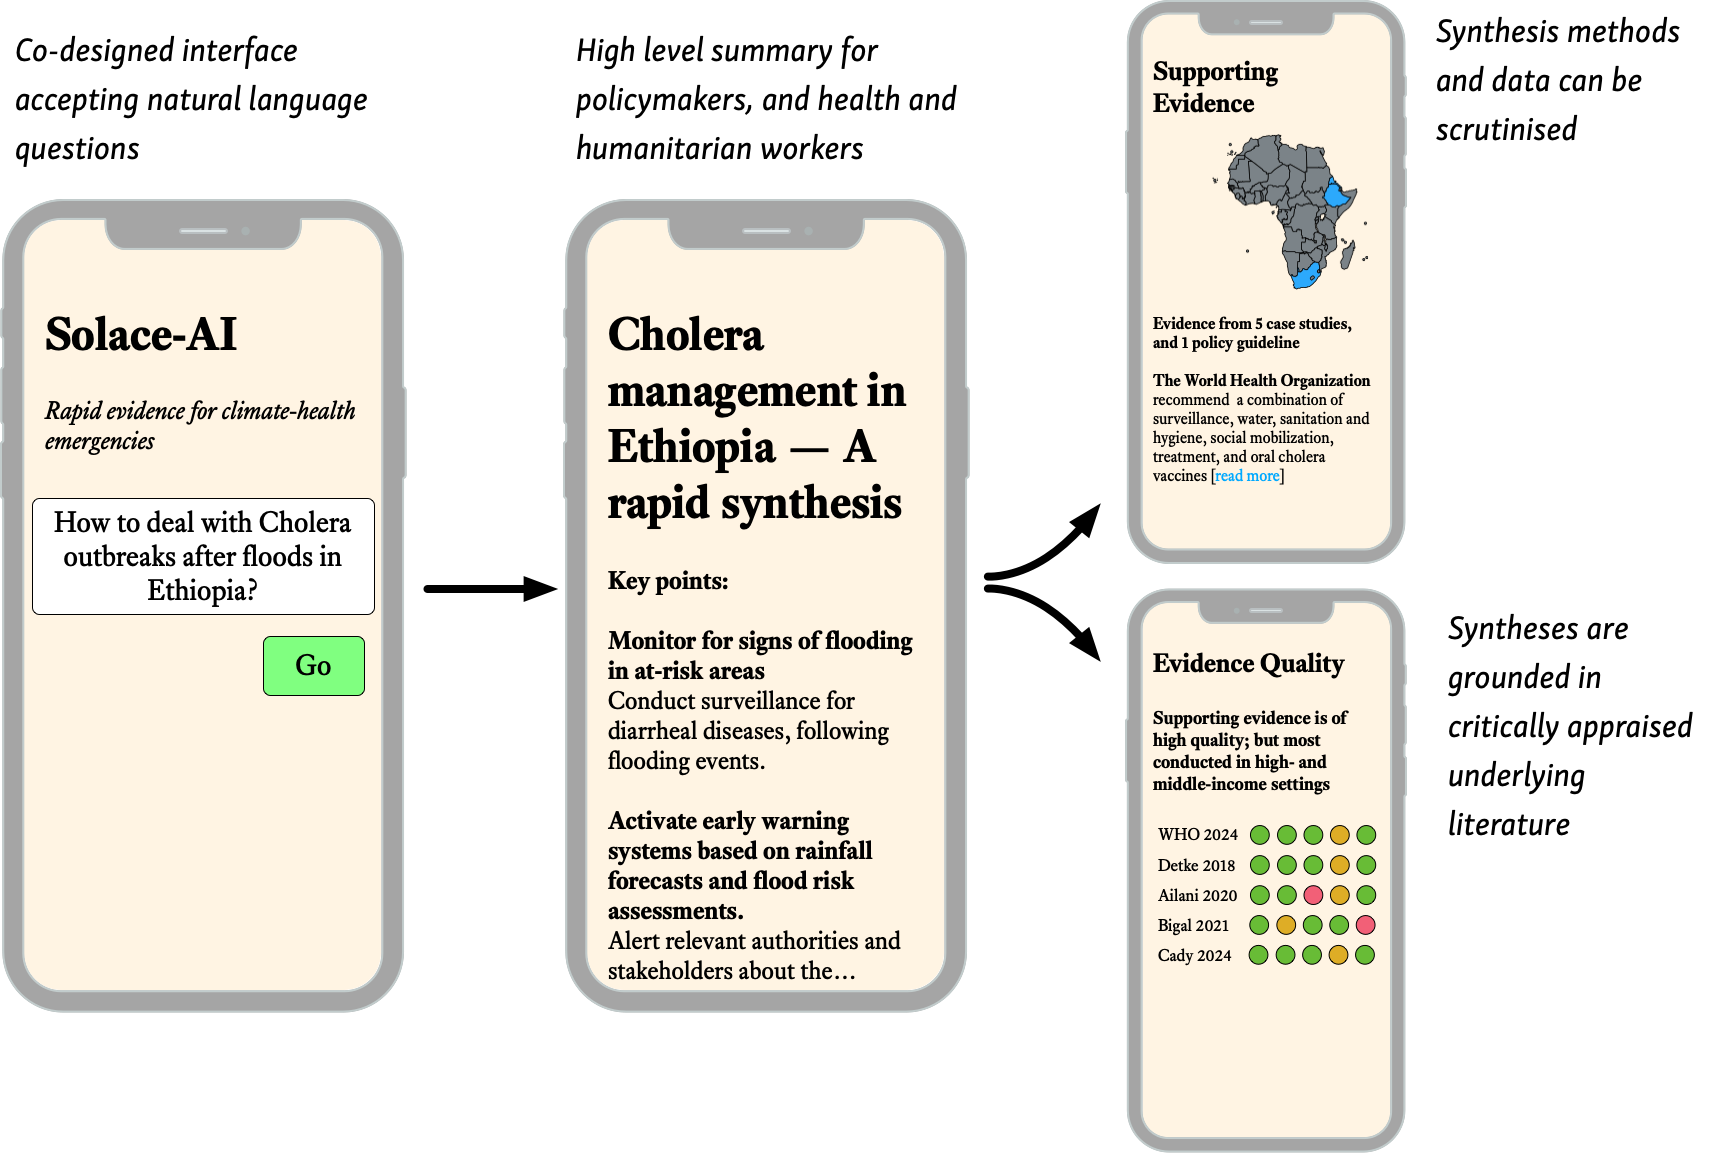 Co-designed interface
accepting natural language
questions
Solace-AI
Rapid evidence for climate-health
emergencies
How to deal with Cholera
outbreaks after floods in
Ethiopia?
Go
High level summary for
policymakers, and health and
humanitarian workers
Cholera
management in
Ethiopia — A
rapid synthesis
Key points:
Monitor for signs of flooding
in at-risk areas
Conduct surveillance for
diarrheal diseases, following
flooding events.
Activate early warning
systems based on rainfall
forecasts and flood risk
assessments.
Alert relevant authorities and
stakeholders about the...
Supporting
Evidence
Evidence from 5 case studies,
and 1 policy guideline
The World Health Organization
recommend a combination of
surveillance, water, sanitation and
hygiene, social mobilization,
treatment, and oral cholera
vaccines [read more]
Synthesis methods
and data can be
scrutinised
Evidence Quality
Supporting evidence is of
high quality; but most
conducted in high- and
middle-income settings
WHO 2024
Detke 2018
Ailani 2020
Bigal 2021
Cady 2024
Syntheses are
grounded in
critically appraised
underlying
literature